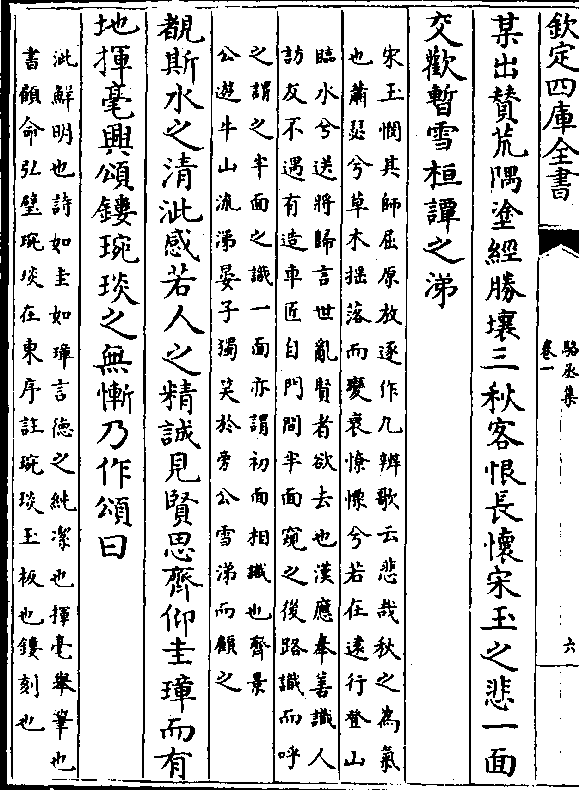 欽定四庫全書
駱丞集
卷一
六
某出贊荒隅塗經勝壤三秋客恨長懷宋玉之悲一面
交歡暫雪桓譚之涕
宋玉憫其師屈原放逐作九辨歌云悲哉秋之為氣
也蕭瑟兮草木揺落而變衰憭慄兮若在逺行登山
臨水兮送將歸言世亂賢者欲去也漢應奉善識人
訪友不遇有造車匠自門間半面窺之後路識而呼
之謂之半面之識一面亦謂初面相識也齊景
公遊牛山流涕晏子獨笑於旁公雪涕而顧之
覩斯水之清泚感若人之精誠見賢思齊仰圭璋而有
地揮毫興頌鏤琬琰之無慚乃作頌曰
泚鮮明也詩如圭如璋言徳之純潔也揮毫舉筆也
書顧命弘璧琬琰在東序註琬琰玉板也鏤刻也